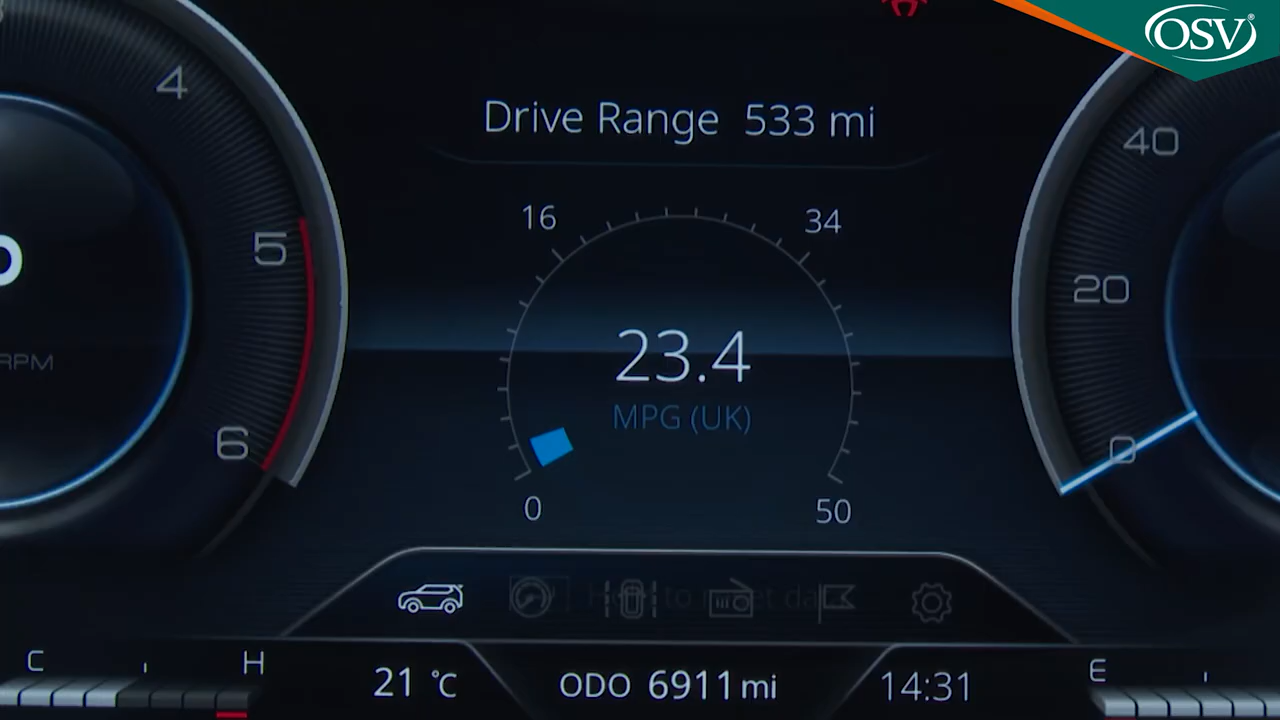 OSV
4
Drive Range 533 mi
40
16
34
5
20
23.4
RPM
MPG (UK)
6
0
0
50
C
H
21 °C
ODO 6911 mi
14:31
E